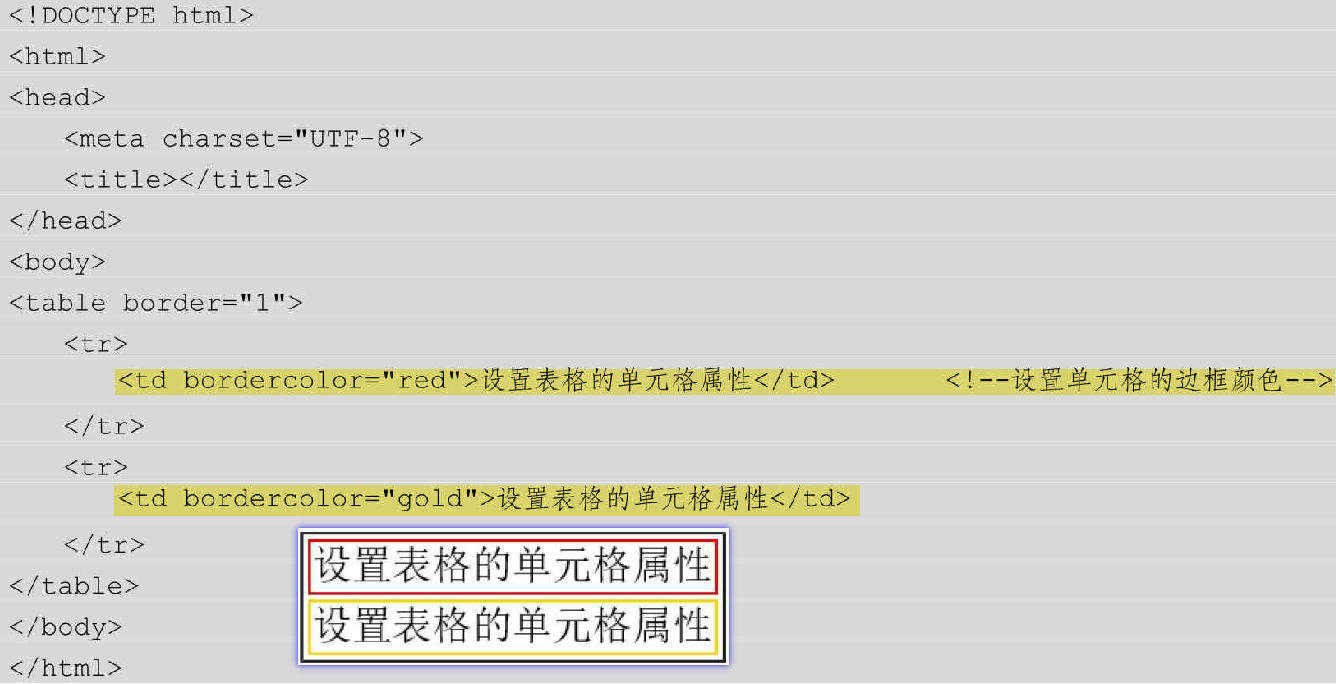 <!DOCTYPE html>
<html>
<head>
<meta charset="UTF-8">
<title></title>
</head>
<body>
<table border="1">
<tr>
<td bordercolor="red">设置表格的单元格属性</td> <!--设置单元格的边框颜色-->
</tr>
<tr>
<td bordercolor="gold">设置表格的单元格属性</td>
</tr>
设置表格的单元格属性
</table>
设置表格的单元格属性
</body>
</html>